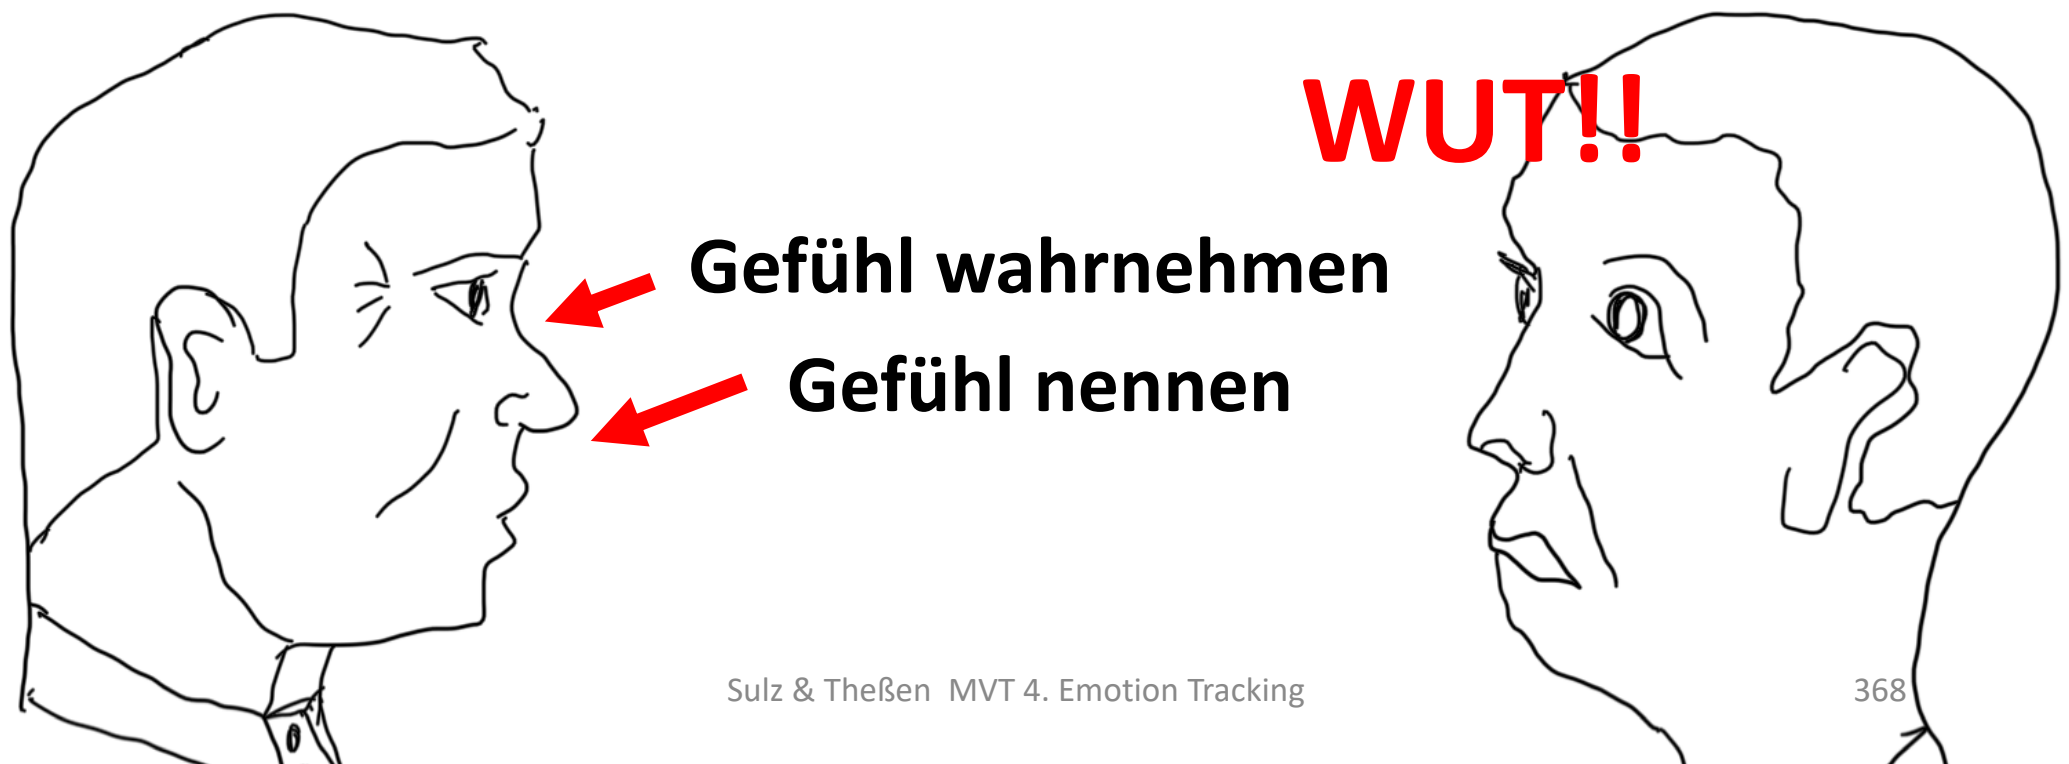 WUT!!
Gefühl wahrnehmen
Gefühl nennen
Sulz & Theßen  MVT 4. Emotion Tracking
368